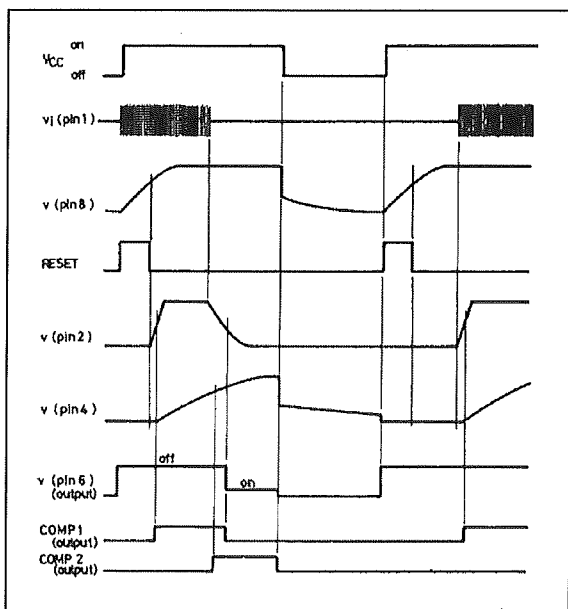 on
VCC
off
vi (pin1)
v (pin8)
RESET
v (pin2)
v (pin4)
off
v (pin6)
(output)
on
COMP1
(output)
COMP 2
(output)